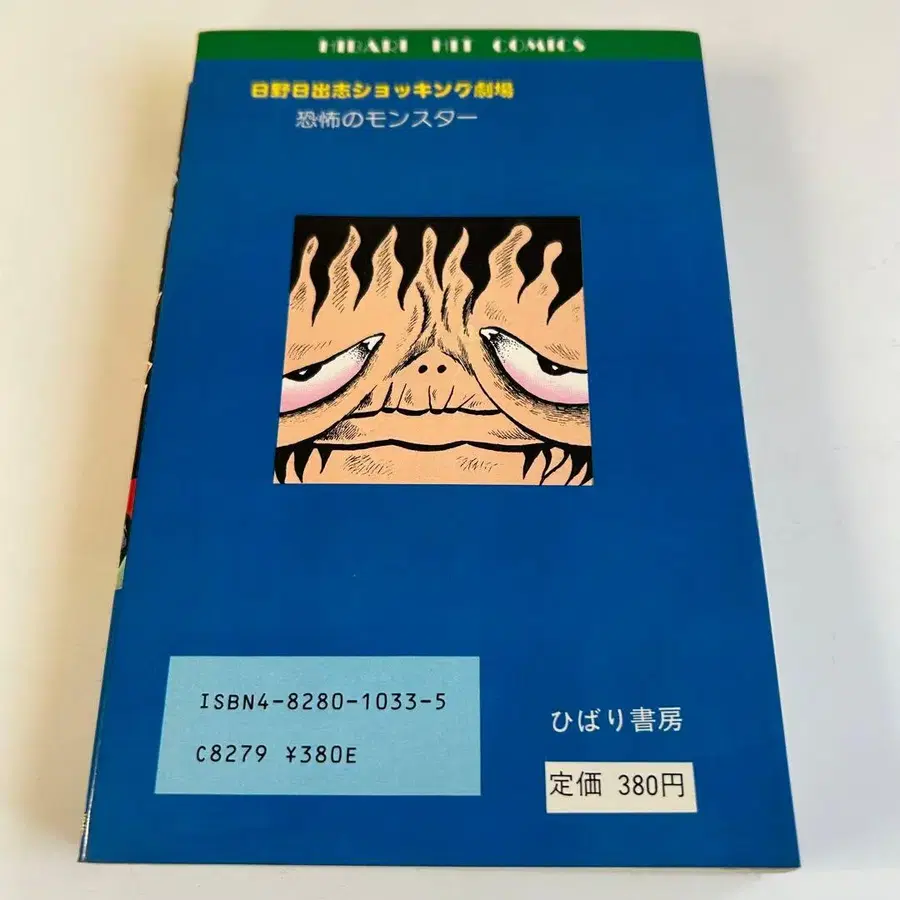 HIBARI HIT COMICS
日野日出志ショッキング劇場
恐怖のモンスター
ISBN4-8280-1033-5
C8279 ¥380E
ひばり書房
定価 380円